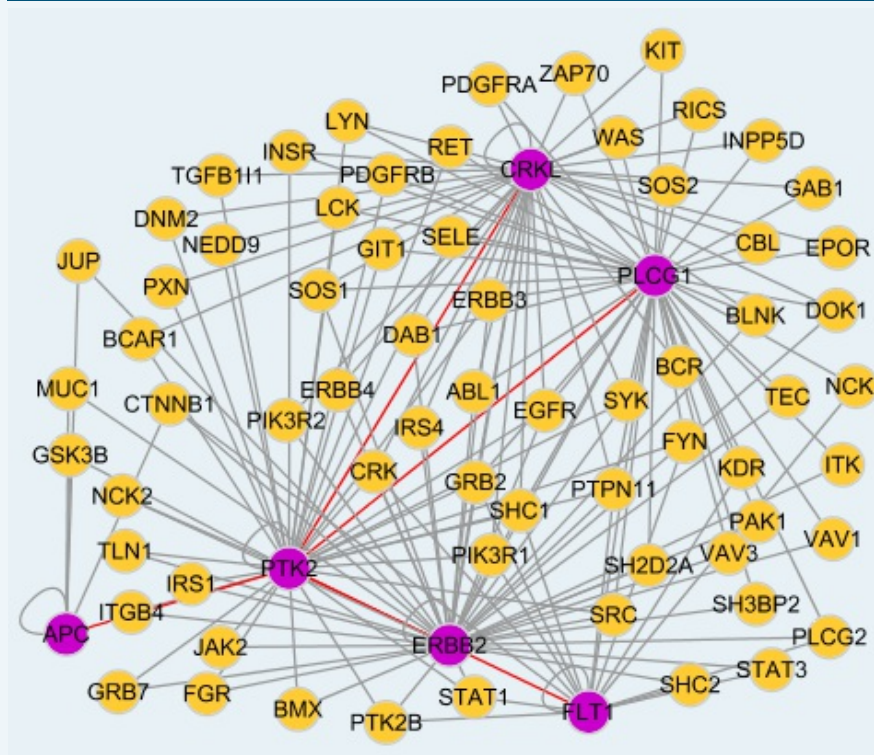 KIT
ZAP70
PDGFRA
RICS
LYN
WAS
INPP5D
RET
INSR
CRKL
TGFB1I1
PDGFRB
SOS2
GAB1
LCK
DNM2
NEDD9
SELE
CBL
EPOR
GIT1
JUP
PLCG1
PXN
SOS1
ERBB3
DOK1
BLNK
BCAR1
DAB1
BCR
MUC1
ERBB4
ABL1
NCK
TEC
CTNNB1
SYK
EGFR
PIK3R2
IRS4
FYN
GSK3B
ITK
CRK
KDR
GRB2
PTPN11
NCK2
SHC1
PAK1
VAV1
TLN1
PIK3R1
VAV3
SH2D2A
PTK2
IRS1
SH3BP2
ITGB4
SRC
APC
PLCG2
JAK2
ERBB2
STAT3
SHC2
GRB7
FGR
STAT1
BMX
FLT1
PTK2B